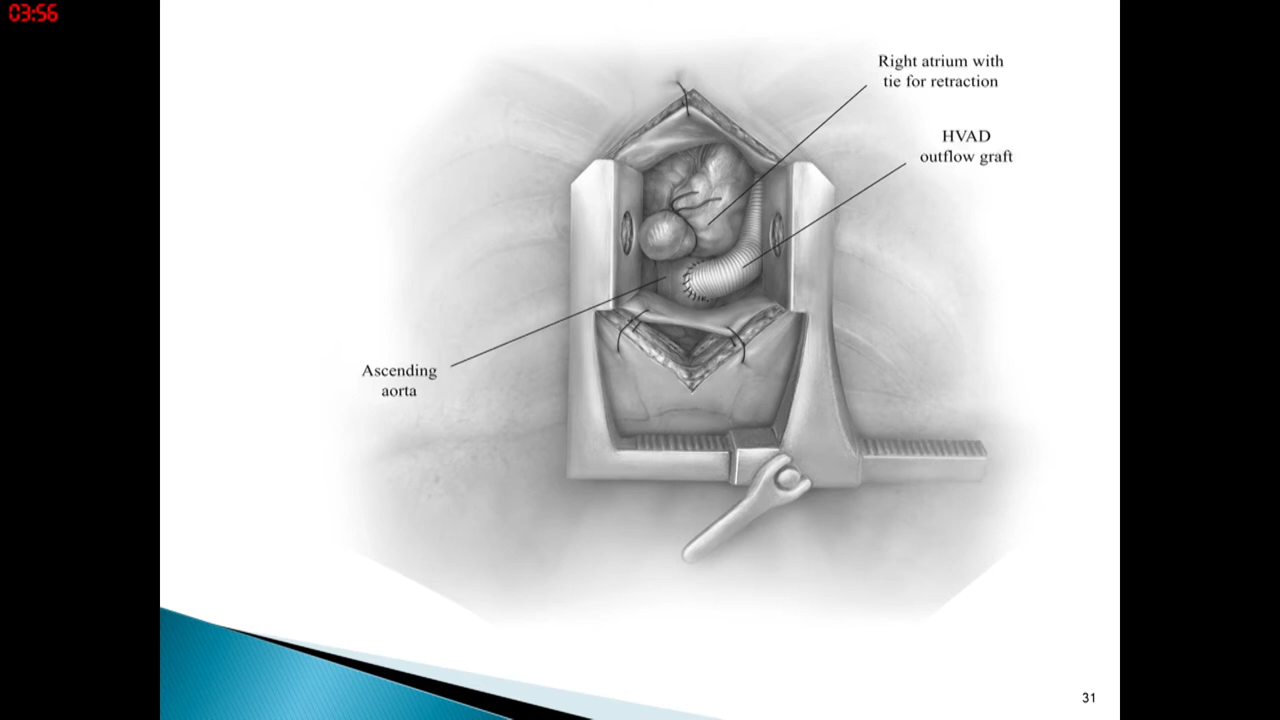 03:56
Right atrium with
tie for retraction
HVAD
outflow graft
Ascending
aorta
31